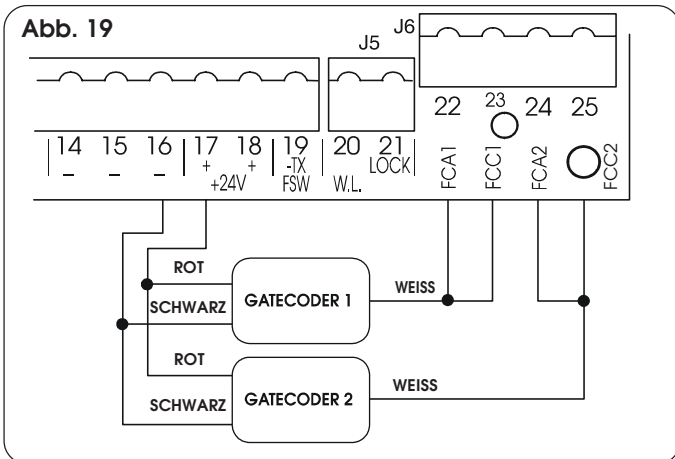 Abb. 19
J5
J6
14 15 16 17 18 19 20 21
22 23 24 25
– – – + + -TX LOCK
+24V FSW W.L.
FCA1 FCC1 FCA2 FCC2
ROT
SCHWARZ
GATECODER 1
WEISS
ROT
SCHWARZ
GATECODER 2
WEISS